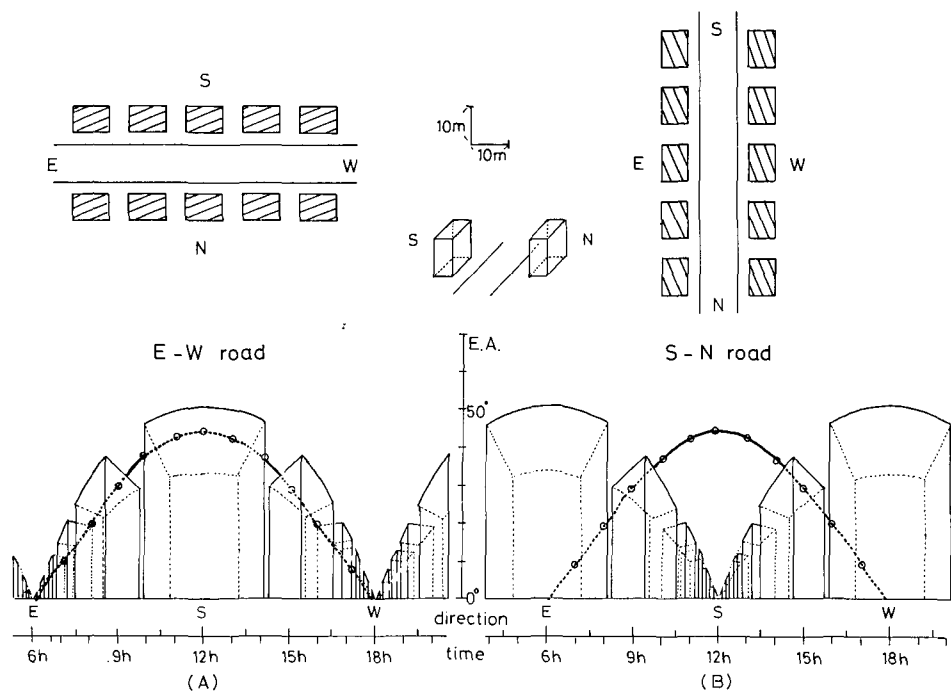 S
E W
N
10m
10m
S N
S
E W
N
E-W road
E.A.
S-N road
50°
0°
E S W
direction
E S W
6h .9h 12h 15h 18h
time
6h 9h 12h 15h 18h
(A)
(B)